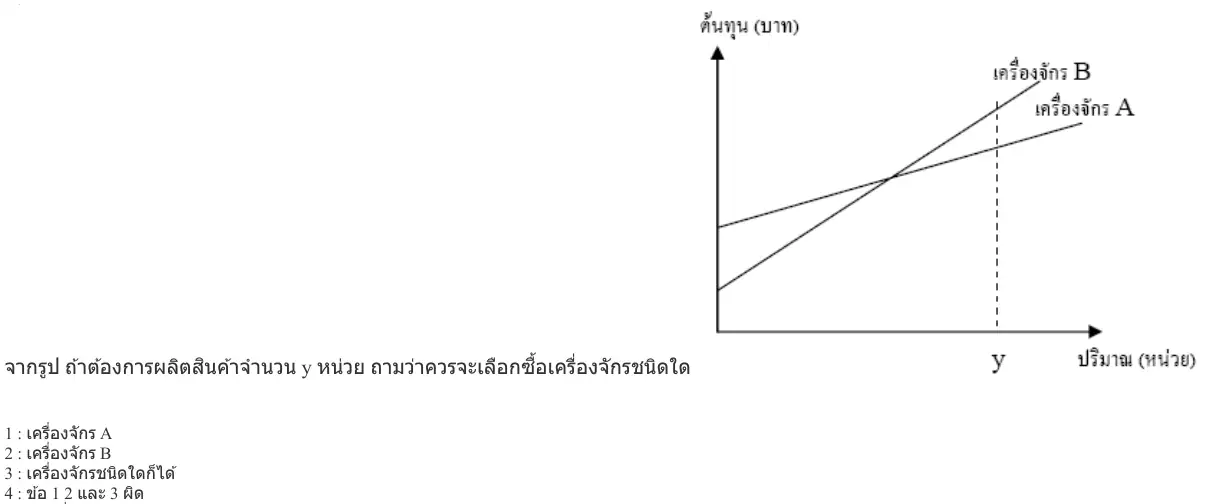 ต้นทุน (บาท)
เครื่องจักร B
เครื่องจักร A
y
ปริมาณ (หน่วย)
จากรูป ถ้าต้องการผลิตสินค้าจำนวน y หน่วย ถามว่าควรจะเลือกซื้อเครื่องจักรชนิดใด
1 : เครื่องจักร A
2 : เครื่องจักร B
3 : เครื่องจักรชนิดใดก็ได้
4 : ข้อ 1 2 และ 3 ผิด